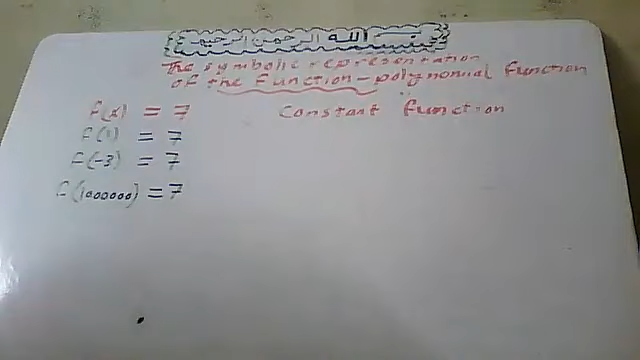 بسم الله الرحمن الرحيم
The symbolic representation
of the function - polynomial function
f(x) = 7
constant function
f(1) = 7
f(-3) = 7
f(1000000) = 7